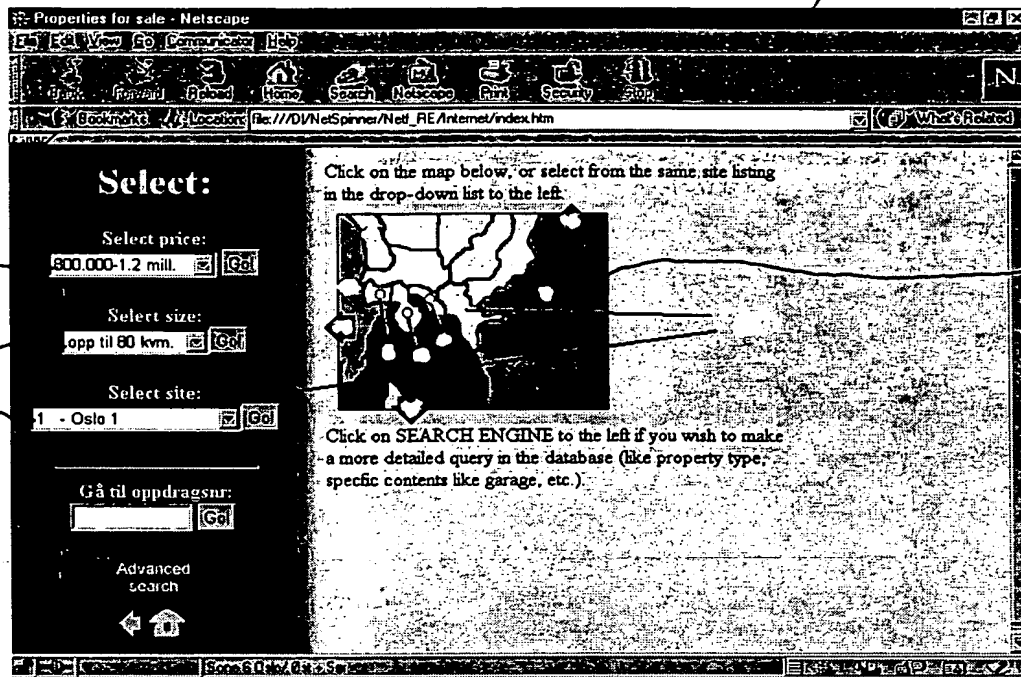 Properties for sale - Netscape
Edit View Go Communicator Help
Back Forward Reload Home Search Netscape Print Security Stop
N
Bookmarks Location: file:///D|/NetSpinner/Netf_RE/Internet/index.htm What's Related
Select:
Select price:
800.000-1.2 mill. Go!
Select size:
opp til 80 kvm. Go!
Select site:
1 - Oslo 1 Go!
Gå til oppdragsnr:
Go!
Advanced
search
Click on the map below, or select from the same site listing
in the drop-down list to the left.
Click on SEARCH ENGINE to the left if you wish to make
a more detailed query in the database (like property type,
specfic contents like garage, etc.).